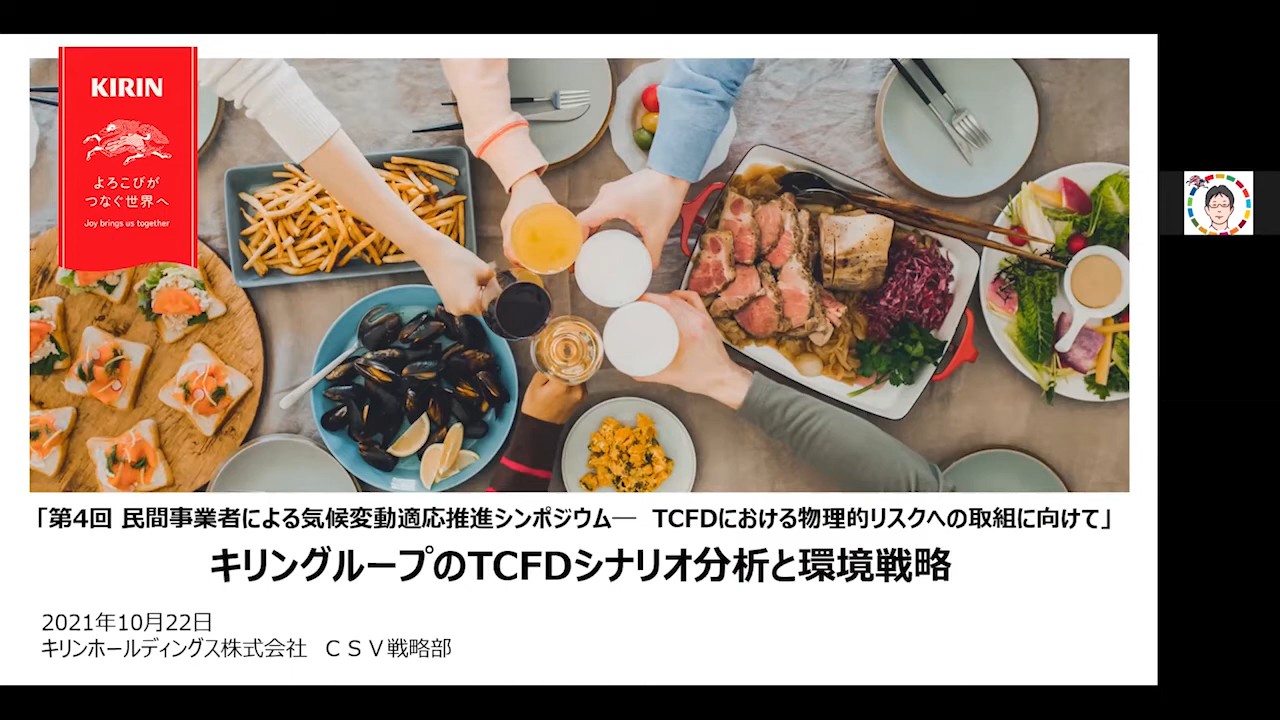 KIRIN
よろこびが
つなぐ世界へ
Joy brings us together
「第4回 民間事業者による気候変動適応推進シンポジウム― TCFDにおける物理的リスクへの取組に向けて」
キリングループのTCFDシナリオ分析と環境戦略
2021年10月22日
キリンホールディングス株式会社 ＣＳＶ戦略部